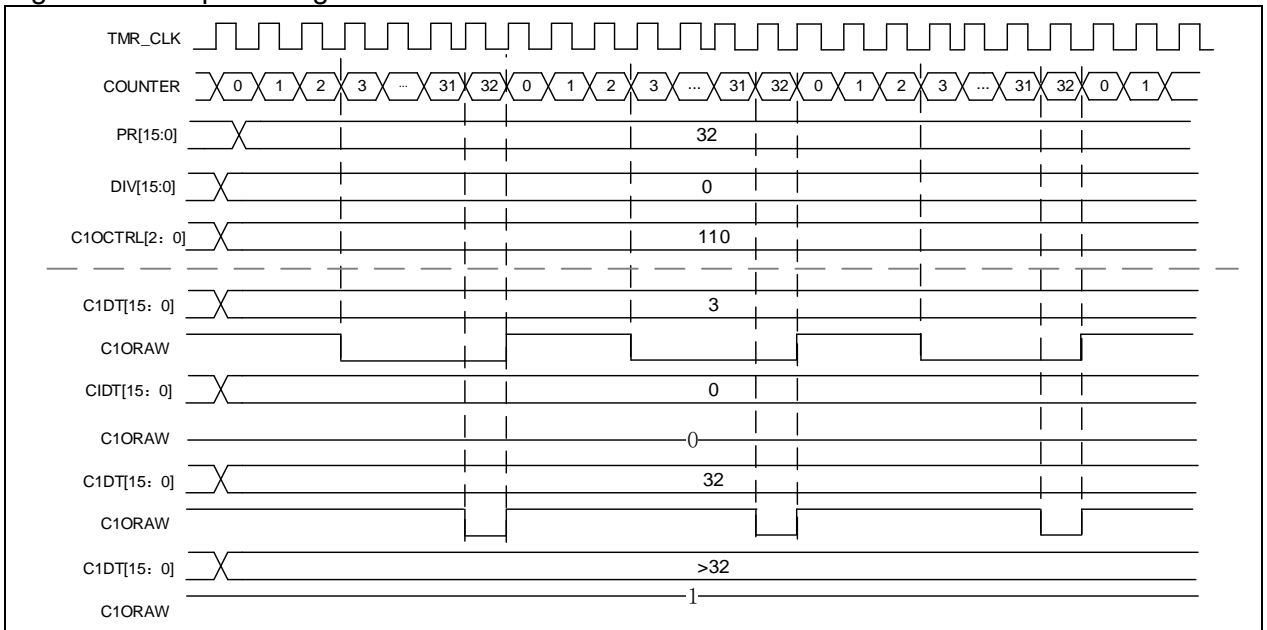 TMR_CLK
COUNTER 0 1 2 3 ... 31 32 0 1 2 3 ... 31 32 0 1 2 3 ... 31 32 0 1
PR[15:0] 32
DIV[15:0] 0
C1OCTRL[2：0] 110
C1DT[15：0] 3
C1ORAW
CIDT[15：0] 0
C1ORAW 0
C1DT[15：0] 32
C1ORAW
C1DT[15：0] >32
C1ORAW 1